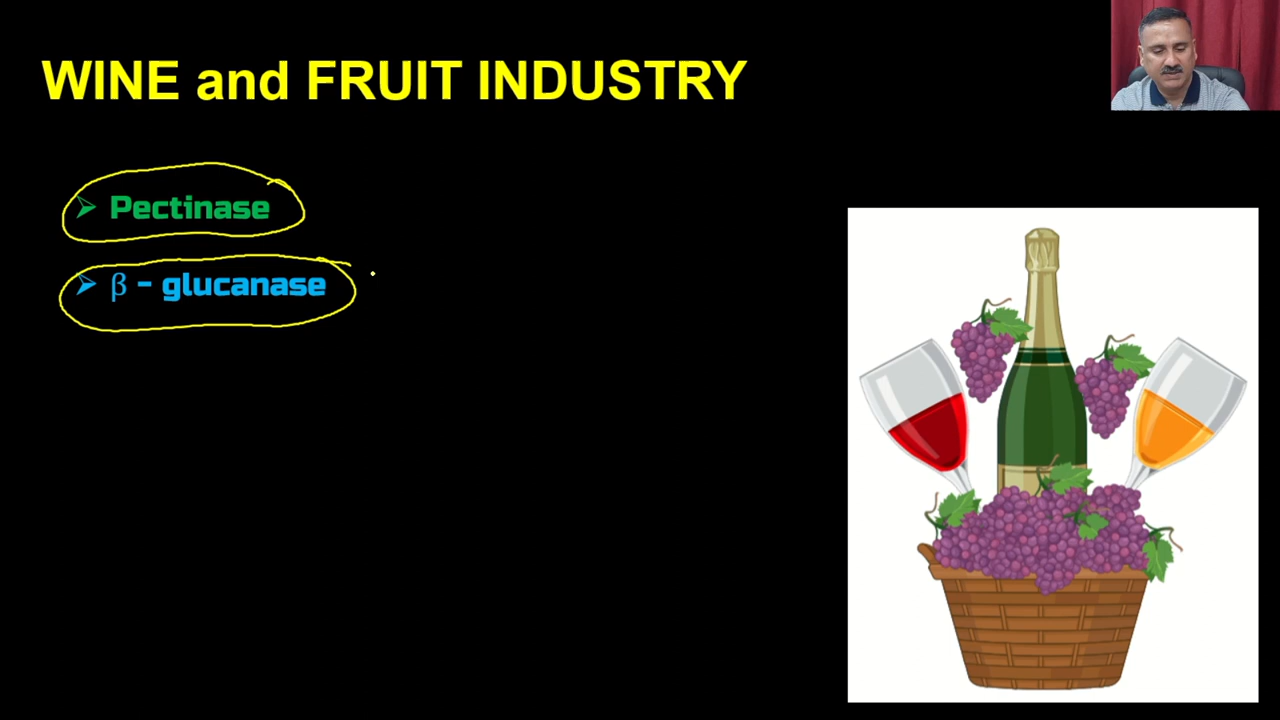 WINE and FRUIT INDUSTRY
➢ Pectinase
➢ β - glucanase